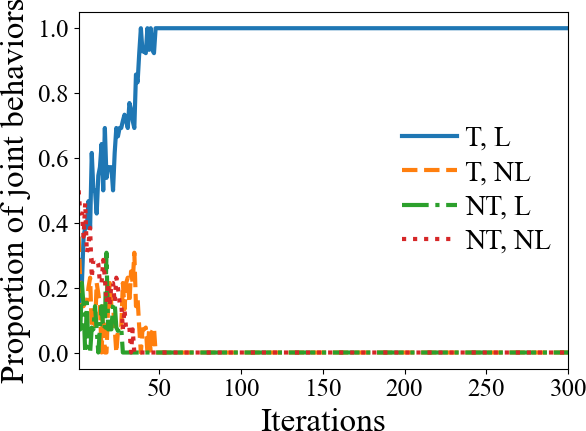 Proportion of joint behaviors
1.0
0.8
0.6
0.4
0.2
0.0
T, L
T, NL
NT, L
NT, NL
50 100 150 200 250 300
Iterations